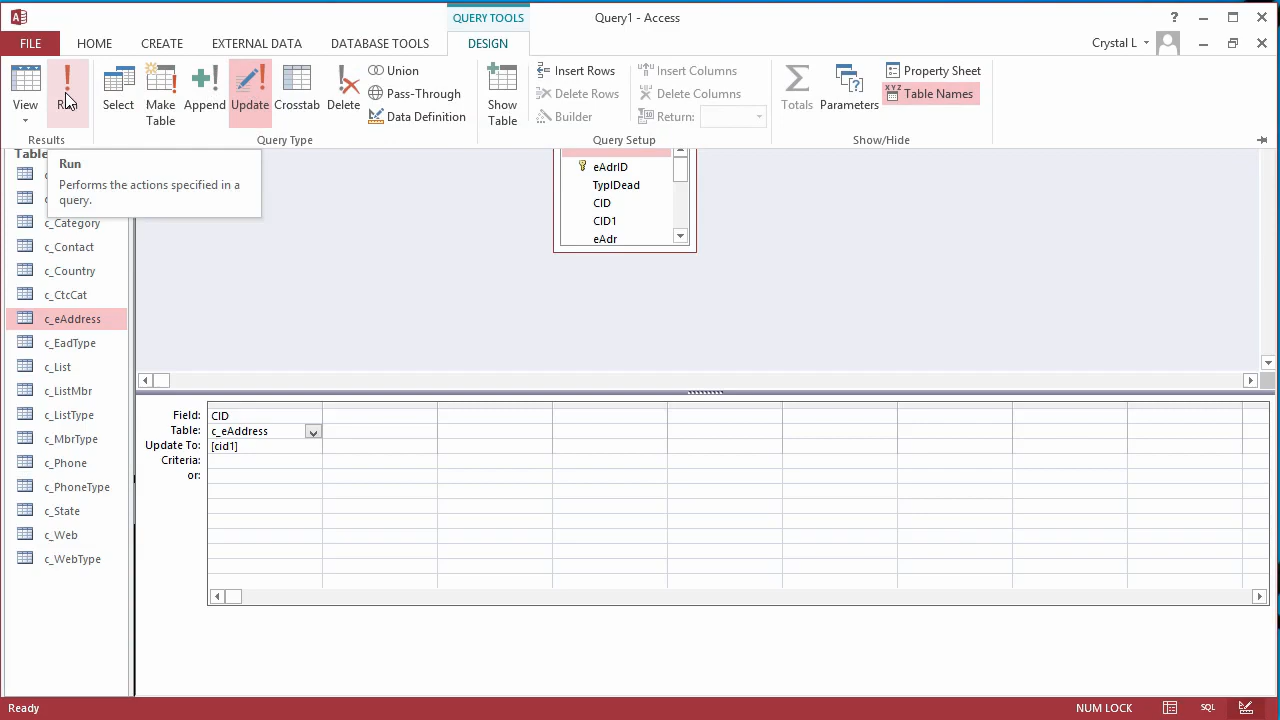 QUERY TOOLS
Query1 - Access
?
FILE
HOME
CREATE
EXTERNAL DATA
DATABASE TOOLS
DESIGN
Crystal L
View
Select
Make Table
Append
Update
Crosstab
Delete
Union
Pass-Through
Data Definition
Show Table
Insert Rows
Delete Rows
Builder
Insert Columns
Delete Columns
Return:
Totals
Parameters
Property Sheet
XYZ Table Names
Results
Query Type
Query Setup
Show/Hide
Run
Performs the actions specified in a
query.
c_Category
c_Contact
c_Country
c_CtcCat
c_eAddress
c_EadType
c_List
c_ListMbr
c_ListType
c_MbrType
c_Phone
c_PhoneType
c_State
c_Web
c_WebType
eAdrID
TypIDead
CID
CID1
eAdr
Field: CID
Table: c_eAddress
Update To: [cid1]
Criteria:
or:
Ready
NUM LOCK
SQL